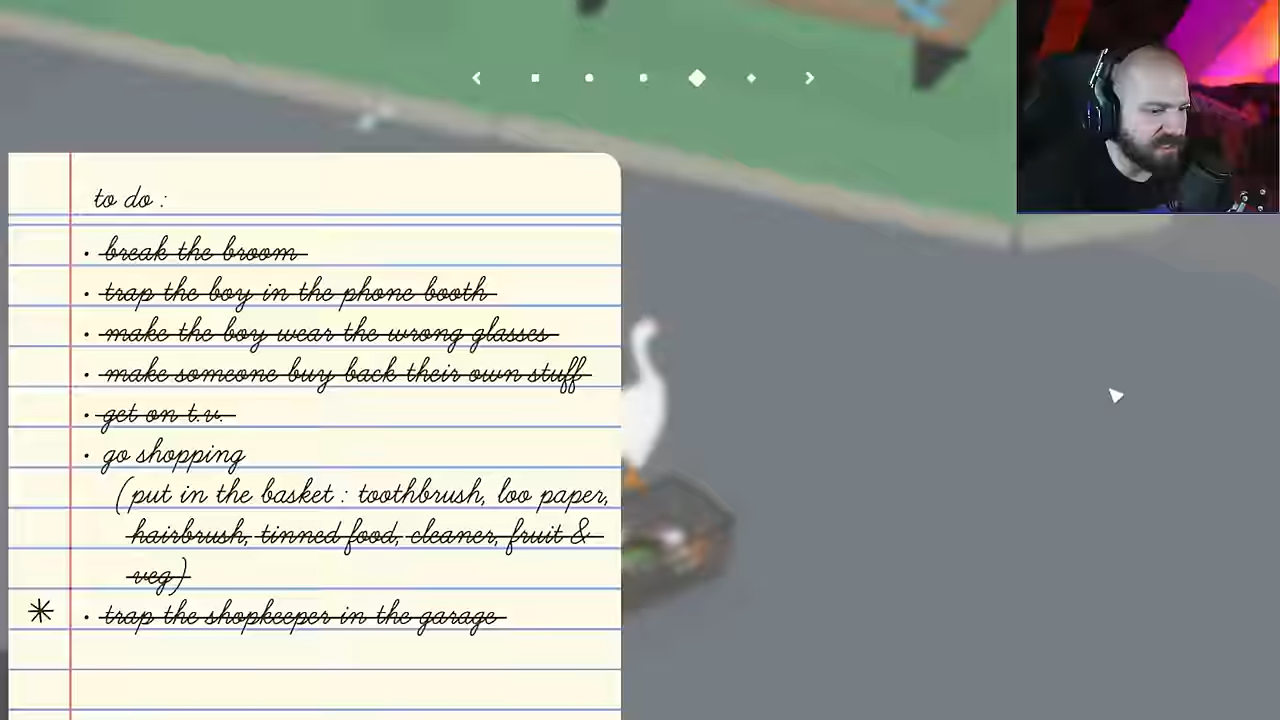 to do :
• break the broom
• trap the boy in the phone booth
• make the boy wear the wrong glasses
• make someone buy back their own stuff
• get on t.v.
• go shopping
(put in the basket : toothbrush, loo paper,
hairbrush, tinned food, cleaner, fruit &
veg)
• trap the shopkeeper in the garage